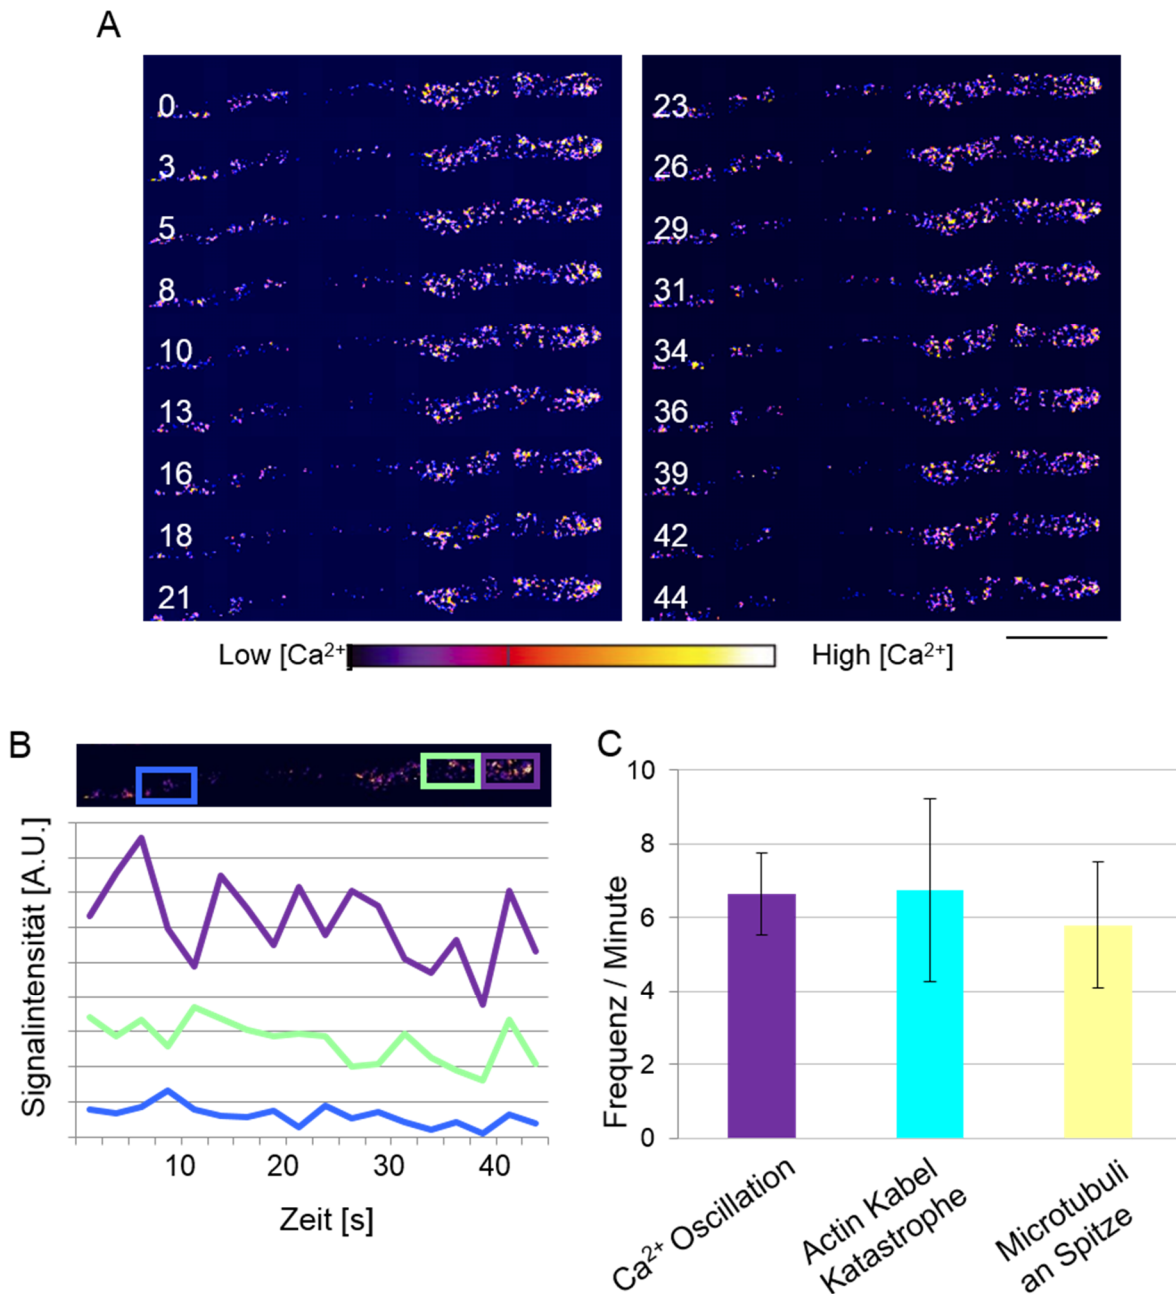 A
0
3
5
8
10
13
16
18
21
23
26
29
31
34
36
39
42
44
Low [Ca²⁺]
High [Ca²⁺]
B
Signalintensität [A.U.]
10
20
30
40
Zeit [s]
C
Frequenz / Minute
10
8
6
4
2
0
Ca²⁺ Oscillation
Actin Kabel
Katastrophe
Microtubuli
an Spitze